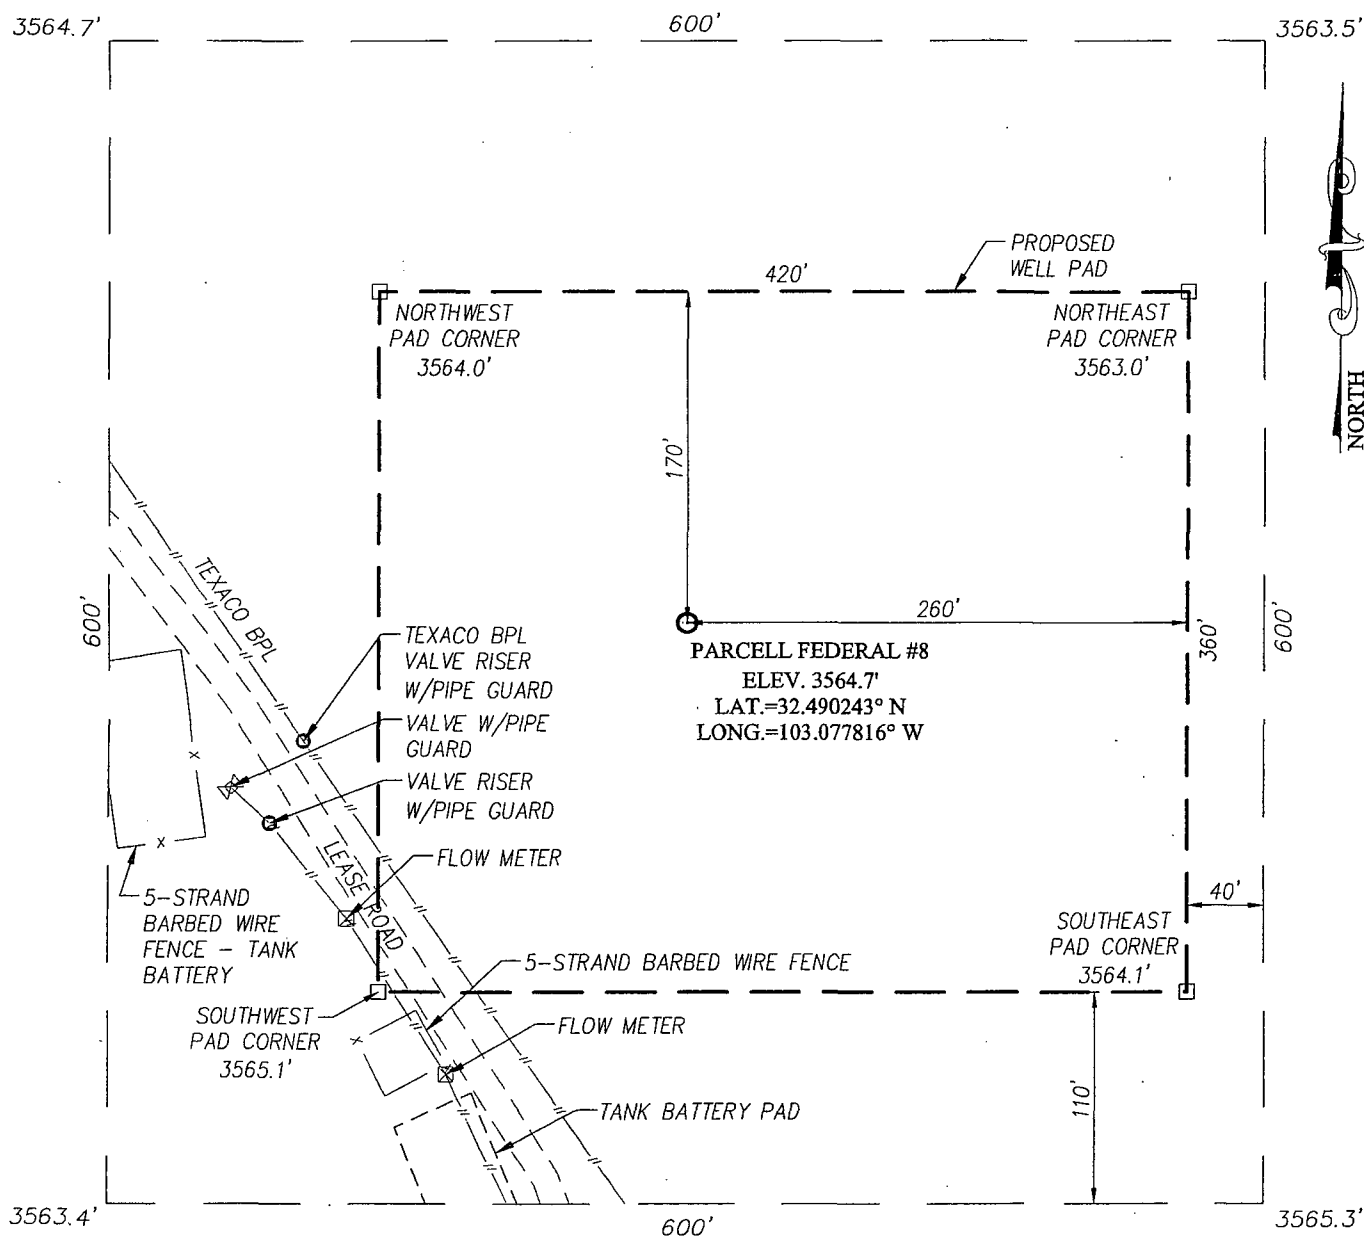 3564.7'
600'
3563.5'
PROPOSED
WELL PAD
420'
NORTHWEST
PAD CORNER
3564.0'
NORTHEAST
PAD CORNER
3563.0'
NORTH
170'
TEXACO BPL
600'
260'
360'
600'
PARCELL FEDERAL #8
ELEV. 3564.7'
LAT.=32.490243° N
LONG.=103.077816° W
TEXACO BPL
VALVE RISER
W/PIPE GUARD
VALVE W/PIPE
GUARD
VALVE RISER
W/PIPE GUARD
LEASE ROAD
FLOW METER
5-STRAND
BARBED WIRE
FENCE - TANK
BATTERY
40'
SOUTHEAST
PAD CORNER
3564.1'
5-STRAND BARBED WIRE FENCE
SOUTHWEST
PAD CORNER
3565.1'
FLOW METER
TANK BATTERY PAD
110'
3563.4'
600'
3565.3'